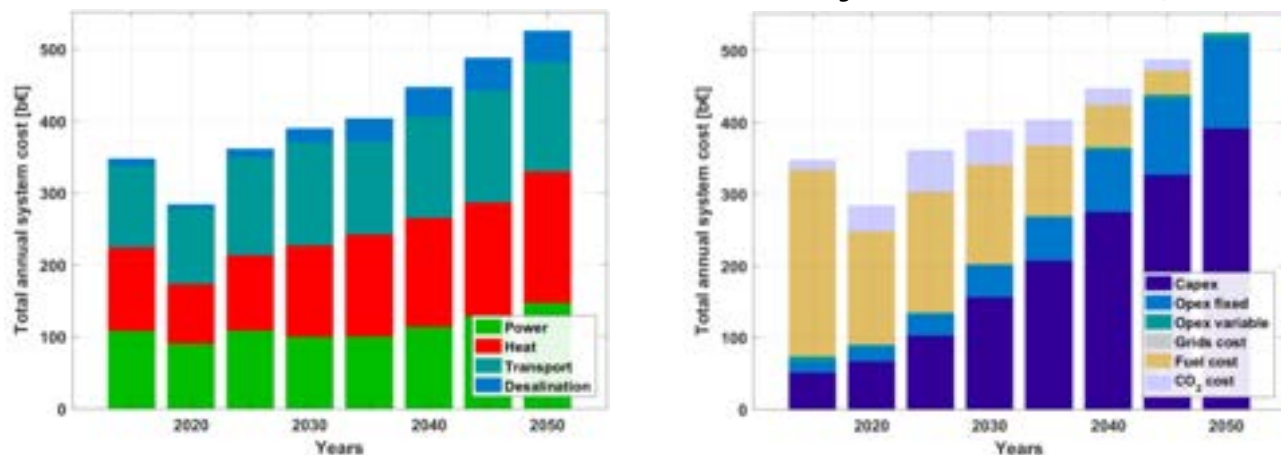 Total annual system cost [b€]
500
400
300
200
100
0
2020
2030
2040
2050
Years
Power
Heat
Transport
Desalination
Total annual system cost [b€]
500
400
300
200
100
0
2020
2030
2040
2050
Years
Capex
Opex fixed
Opex variable
Grids cost
Fuel cost
CO₂ cost